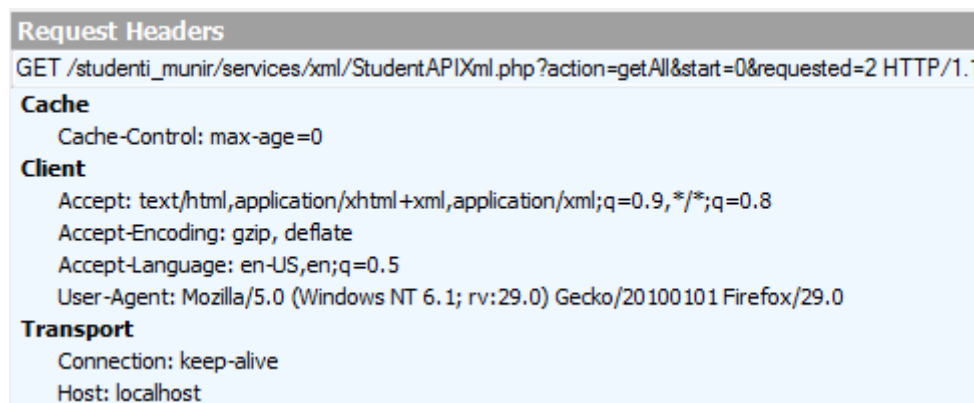 Request Headers
GET /studenti_munir/services/xml/StudentAPIXml.php?action=getAll&start=0&requested=2 HTTP/1.1
Cache
Cache-Control: max-age=0
Client
Accept: text/html,application/xhtml+xml,application/xml;q=0.9,*/*;q=0.8
Accept-Encoding: gzip, deflate
Accept-Language: en-US,en;q=0.5
User-Agent: Mozilla/5.0 (Windows NT 6.1; rv:29.0) Gecko/20100101 Firefox/29.0
Transport
Connection: keep-alive
Host: localhost